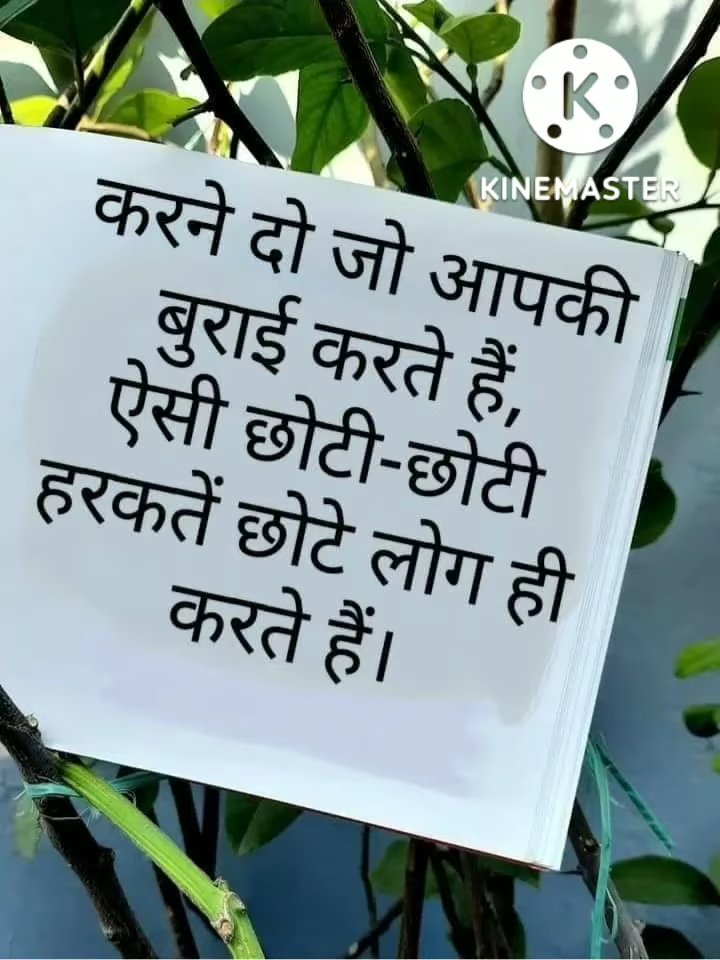 K
KINEMASTER
करने दो जो आपकी
बुराई करते हैं,
ऐसी छोटी-छोटी
हरकतें छोटे लोग ही
करते हैं।